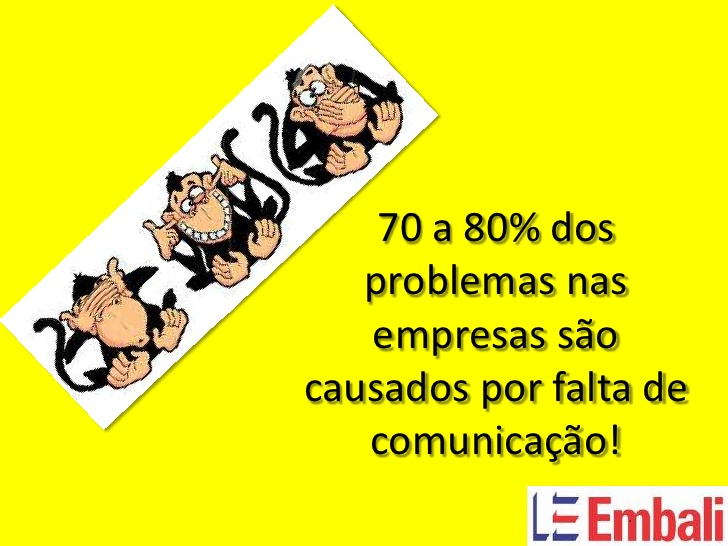 70 a 80% dos
problemas nas
empresas são
causados por falta de
comunicação!
LE Embali